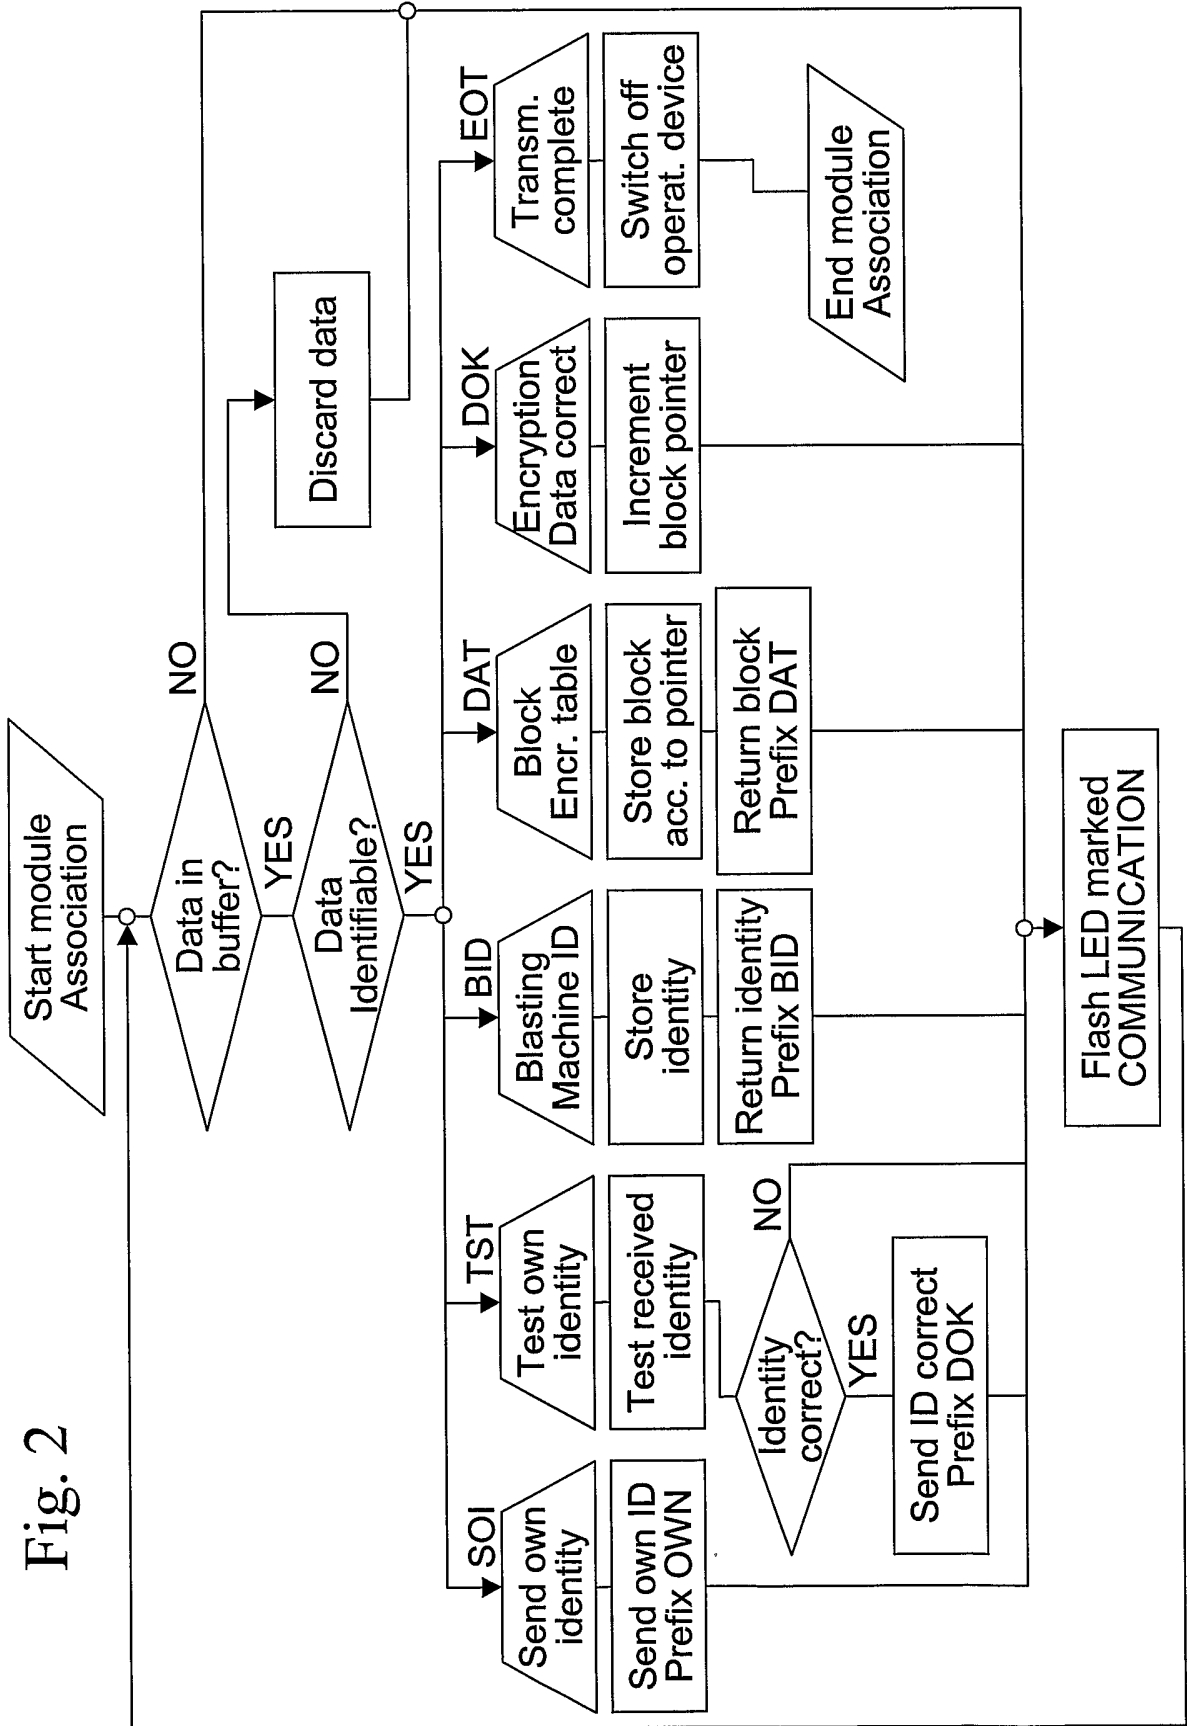 Fig. 2
Start module
Association
Data in
buffer?
NO
YES
Data
Identifiable?
NO
YES
Discard data
SOI
Send own
identity
Send own ID
Prefix OWN
TST
Test own
identity
Test received
identity
Identity
correct?
NO
YES
Send ID correct
Prefix DOK
BID
Blasting
Machine ID
Store
identity
Return identity
Prefix BID
DAT
Block
Encr. table
Store block
acc. to pointer
Return block
Prefix DAT
DOK
Encryption
Data correct
Increment
block pointer
EOT
Transm.
complete
Switch off
operat. device
End module
Association
Flash LED marked
COMMUNICATION